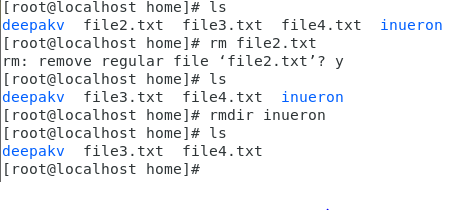 [root@localhost home]# ls
deepakv  file2.txt  file3.txt  file4.txt  inueron
[root@localhost home]# rm file2.txt
rm: remove regular file ‘file2.txt’? y
[root@localhost home]# ls
deepakv  file3.txt  file4.txt  inueron
[root@localhost home]# rmdir inueron
[root@localhost home]# ls
deepakv  file3.txt  file4.txt
[root@localhost home]#